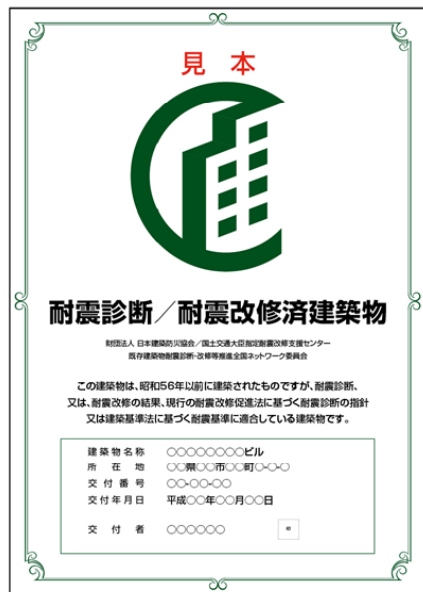 見本
耐震診断／耐震改修済建築物
財団法人 日本建築防災協会／国土交通大臣指定耐震改修支援センター
既存建築物耐震診断・改修等推進全国ネットワーク委員会
この建築物は、昭和56年以前に建築されたものですが、耐震診断、
又は、耐震改修の結果、現行の耐震改修促進法に基づく耐震診断の指針
又は建築基準法に基づく耐震基準に適合している建築物です。
建築物名称 ○○○○○○○○ビル
所在地 ○○県○○市○○町○-○-○
交付番号 ○○-○○-○○
交付年月日 平成○○年○○月○○日
交付者 ○○○○○○